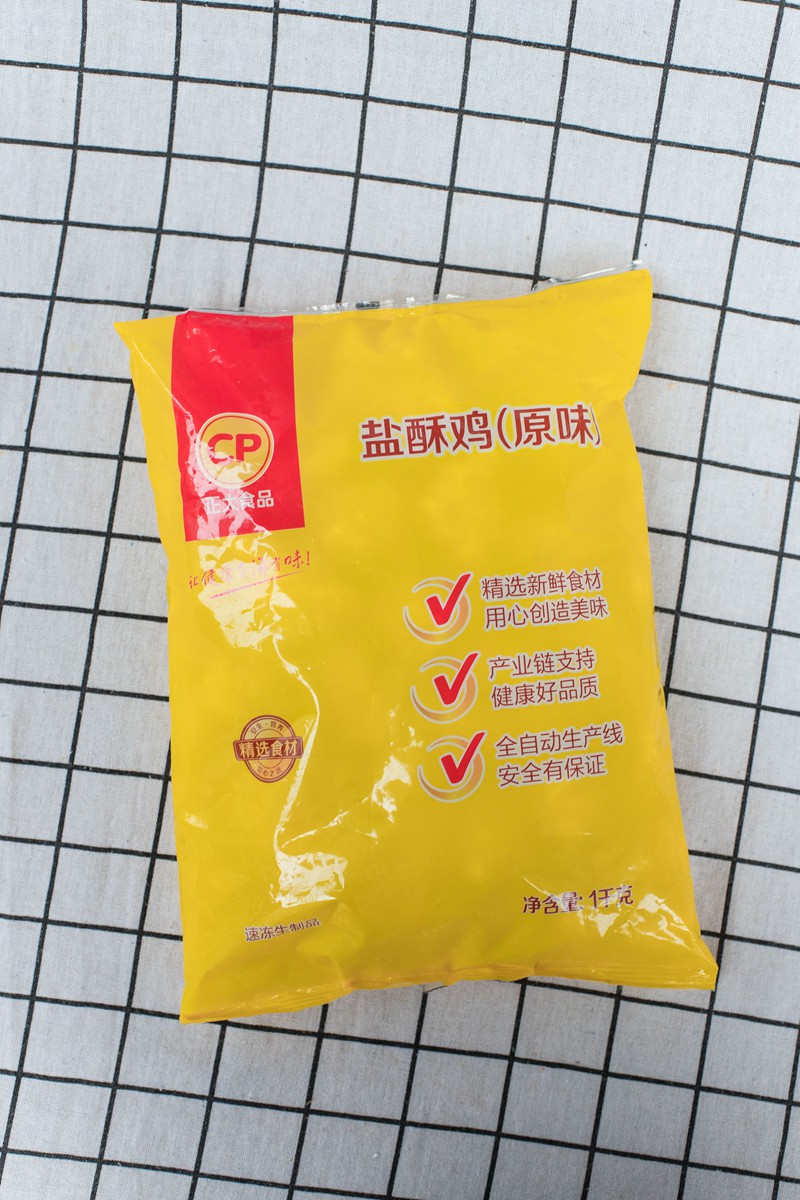 CP
正大食品
盐酥鸡(原味)
精选新鲜食材
用心创造美味
产业链支持
健康好品质
全自动生产线
安全有保证
精选食材
净含量: 1千克
速冻生制品